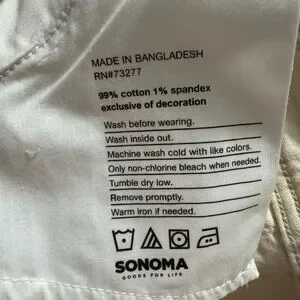 MADE IN BANGLADESH
RN#73277
99% cotton 1% spandex
exclusive of decoration
Wash before wearing.
Wash inside out.
Machine wash cold with like colors.
Only non-chlorine bleach when needed.
Tumble dry low.
Remove promptly.
Warm iron if needed.
SONOMA
GOODS FOR LIFE